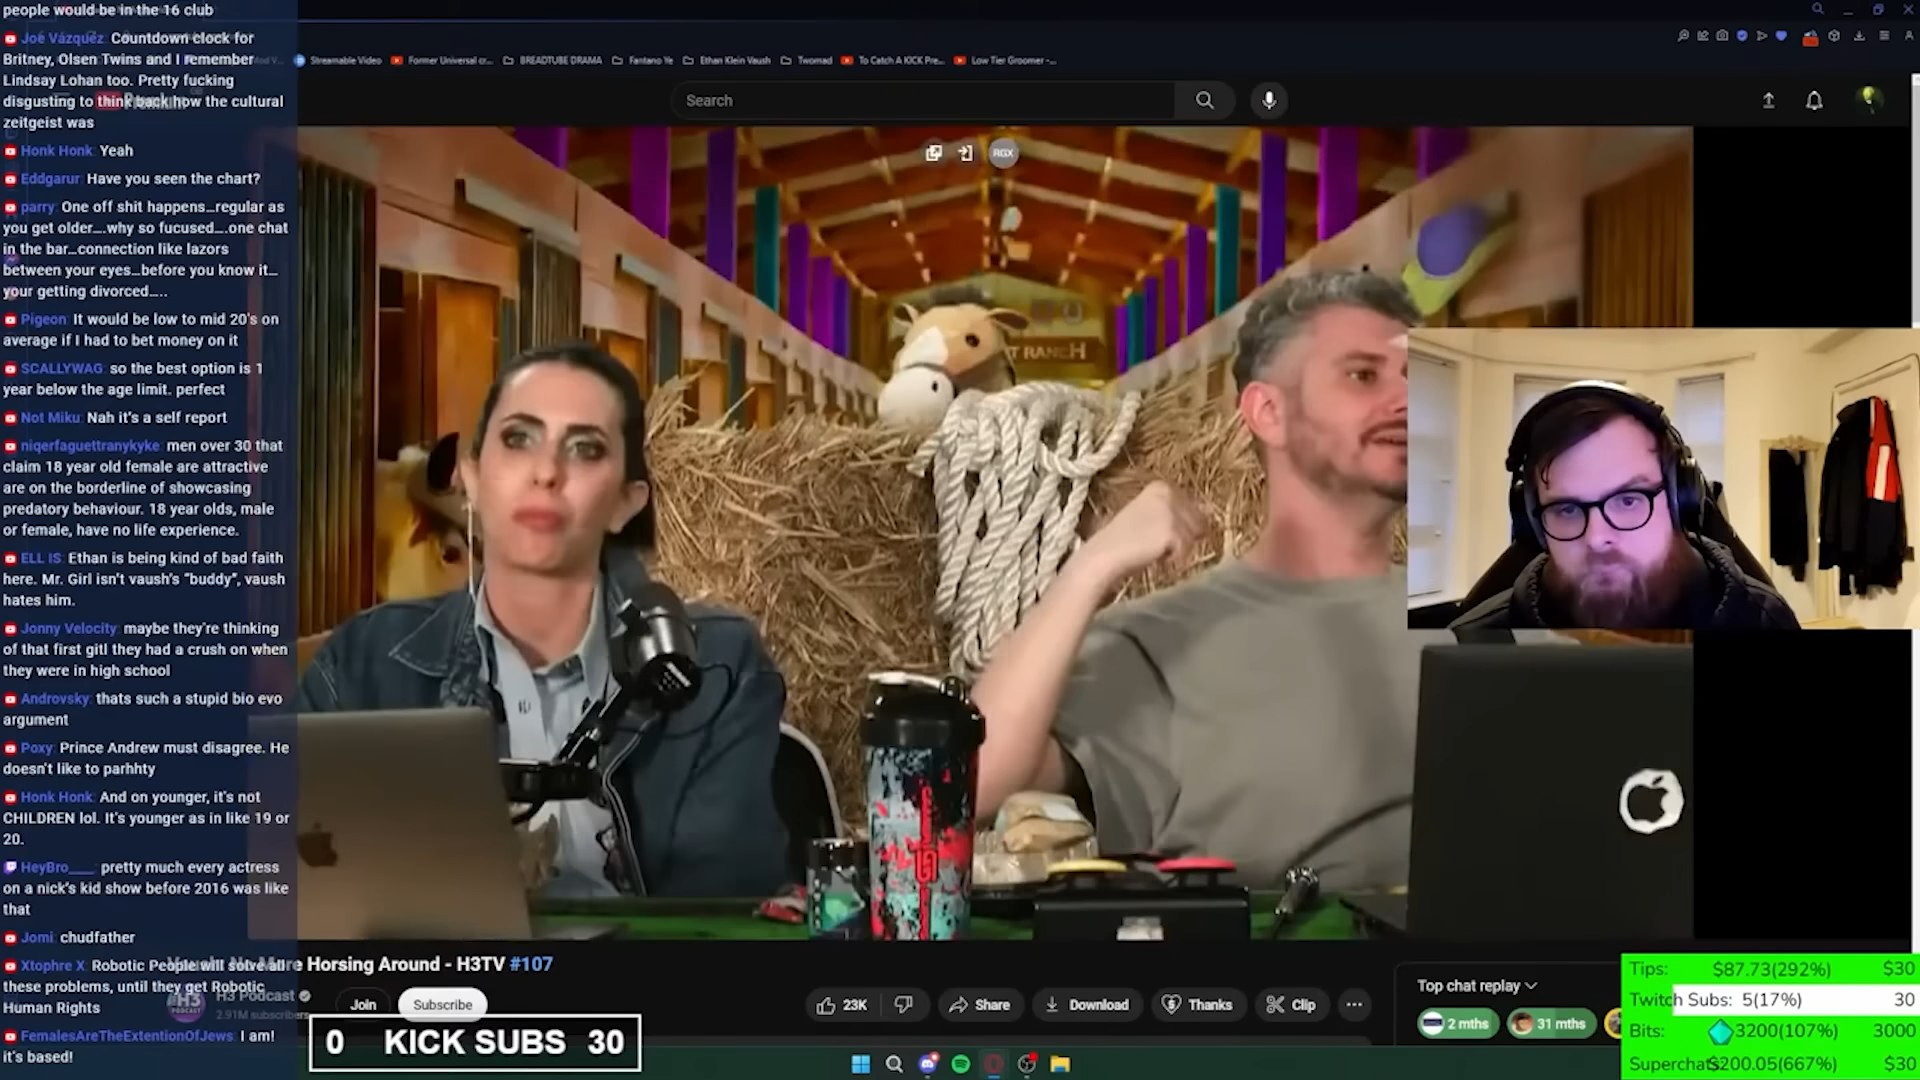 people would be in the 16 club
Joe Vázquez: Countdown clock for
Britney, Olsen Twins and I remember
Lindsay Lohan too. Pretty fucking
disgusting to think back how the cultural
zeitgeist was
Honk Honk: Yeah
Eddgarur: Have you seen the chart?
parry: One off shit happens…regular as
you get older….why so fucused….one chat
in the bar…connection like lazors
between your eyes…before you know it…
your getting divorced…..
Pigeon: It would be low to mid 20's on
average if I had to bet money on it
SCALLYWAG: so the best option is 1
year below the age limit. perfect
Not Miku: Nah it's a self report
niqerfaguettranykyke: men over 30 that
claim 18 year old female are attractive
are on the borderline of showcasing
predatory behaviour. 18 year olds, male
or female, have no life experience.
ELL IS: Ethan is being kind of bad faith
here. Mr. Girl isn't vaush's "buddy", vaush
hates him.
Jonny Velocity: maybe they're thinking
of that first gitl they had a crush on when
they were in high school
Androvsky: thats such a stupid bio evo
argument
Poxy: Prince Andrew must disagree. He
doesn't like to parhhty
Honk Honk: And on younger, it's not
CHILDREN lol. It's younger as in like 19 or
20.
HeyBro___: pretty much every actress
on a nick's kid show before 2016 was like
that
Jomi: chudfather
Xtophre X: Robotic People will solve all
these problems, until they get Robotic
Human Rights
FemalesAreTheExtentionOfJews: I am!
it's based!
Streamable Video
Former Universal cr...
BREADTUBE DRAMA
Fantano Ye
Ethan Klein Vaush
Twomad
To Catch A KICK Pre...
Low Tier Groomer -...
Premium
Search
RGX
T RANCH
More Horsing Around - H3TV #107
H3 Podcast
2.91M subscribers
Join
Subscribe
23K
Share
Download
Thanks
Clip
Top chat replay
2 mths
31 mths
0 KICK SUBS 30
Tips: $87.73(292%) $30
Twitch Subs: 5(17%) 30
Bits: 3200(107%) 3000
Superchats $200.05(667%) $30